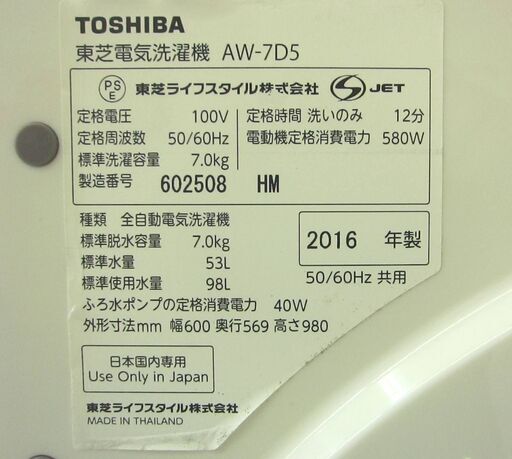 TOSHIBA
東芝電気洗濯機 AW-7D5
PS E 東芝ライフスタイル株式会社 S JET
定格電圧 100V 定格時間 洗いのみ 12分
定格周波数 50/60Hz 電動機定格消費電力 580W
標準洗濯容量 7.0kg
製造番号 602508 HM
種類 全自動電気洗濯機
標準脱水容量 7.0kg 2016 年製
標準水量 53L
標準使用水量 98L 50/60Hz 共用
ふろ水ポンプの定格消費電力 40W
外形寸法mm 幅600 奥行569 高さ980
日本国内専用
Use Only in Japan
東芝ライフスタイル株式会社
MADE IN THAILAND